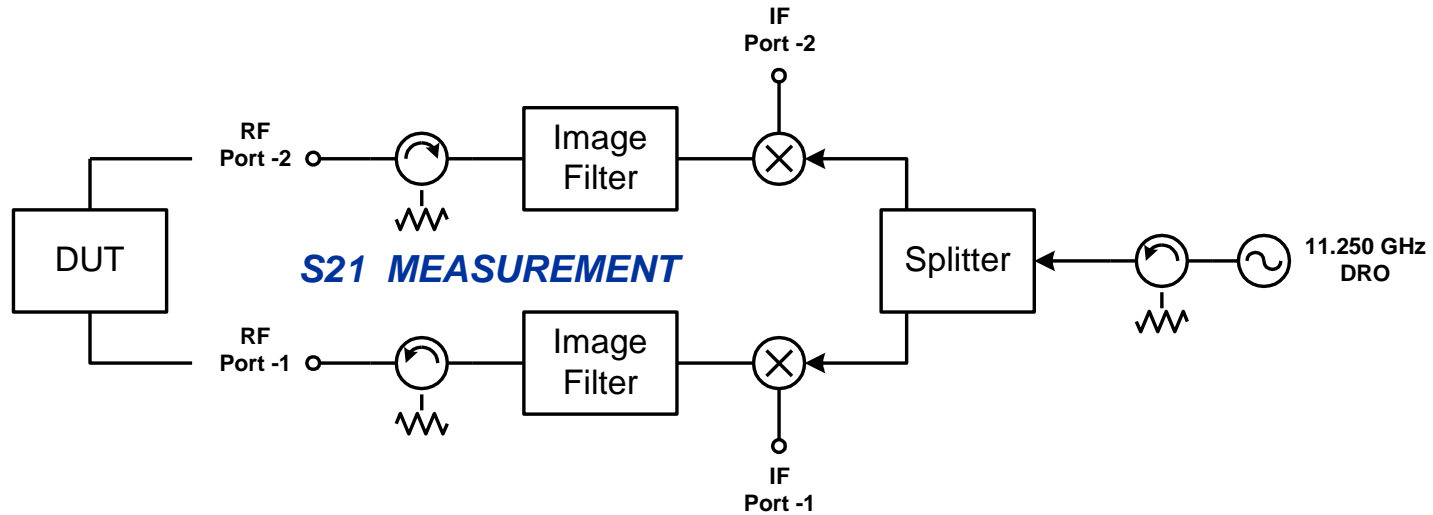 IF
Port -2
RF
Port -2
Image
Filter
DUT
S21 MEASUREMENT
Splitter
11.250 GHz
DRO
RF
Port -1
Image
Filter
IF
Port -1